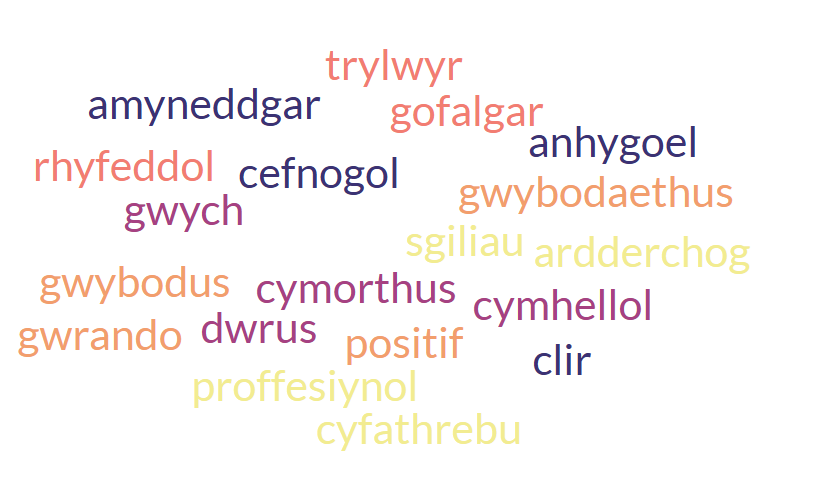 trylwyr
amyneddgar
gofalgar
anhygoel
rhyfeddol
cefnogol
gwybodaethus
gwych
sgiliau
ardderchog
gwybodus
cymorthus
cymhellol
gwrando
dwrus
positif
clir
proffesiynol
cyfathrebu